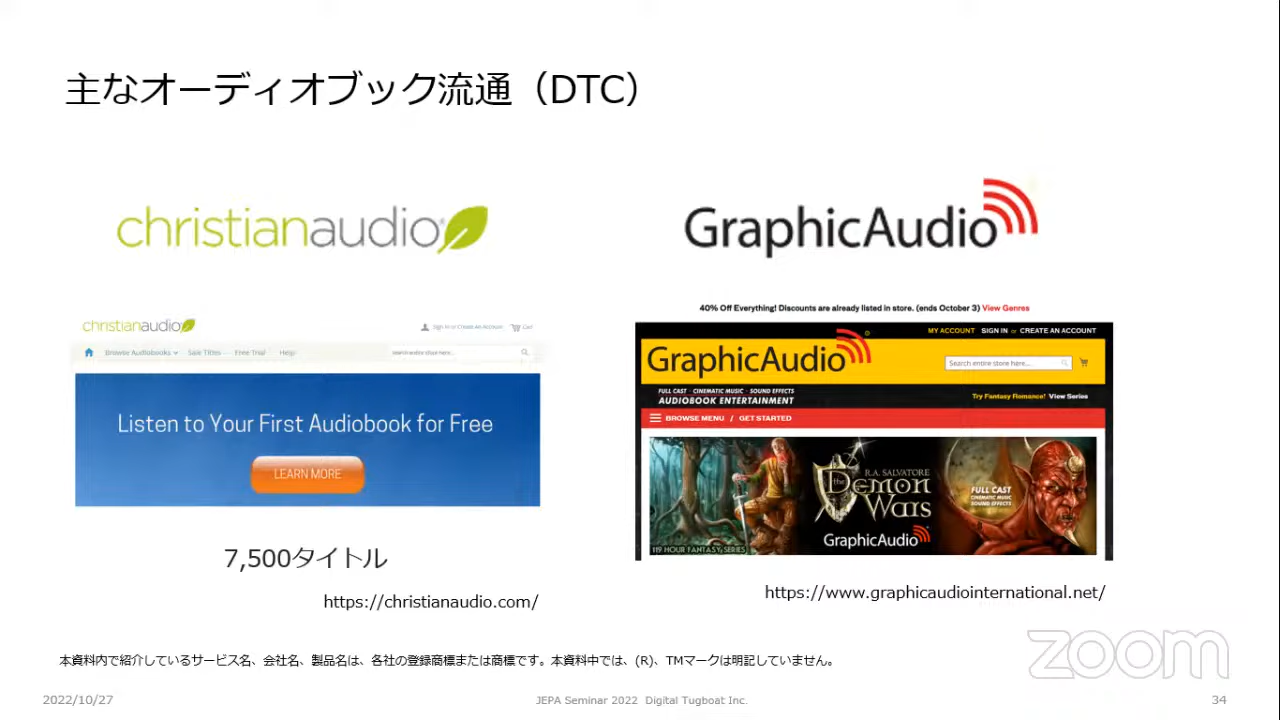 主なオーディオブック流通（DTC）
christianaudio
GraphicAudio
christianaudio
Sign In or Create An Account
Cart
Browse Audiobooks
Sale Titles
Free Trial
Help
Search entire store here...
Listen to Your First Audiobook for Free
LEARN MORE
7,500タイトル
https://christianaudio.com/
40% Off Everything! Discounts are already listed in store. (ends October 3) View Genres
MY ACCOUNT SIGN IN or CREATE AN ACCOUNT
GraphicAudio
Search entire store here...
FULL CAST · CINEMATIC MUSIC · SOUND EFFECTS
AUDIOBOOK ENTERTAINMENT
Try Fantasy Romance! View Series
BROWSE MENU / GET STARTED
R.A. SALVATORE
the DEMON WARS
FULL CAST
CINEMATIC MUSIC
SOUND EFFECTS
GraphicAudio
119 HOUR FANTASY SERIES
https://www.graphicaudiointernational.net/
zoom
本資料内で紹介しているサービス名、会社名、製品名は、各社の登録商標または商標です。本資料中では、(R)、TMマークは明記していません。
2022/10/27
JEPA Seminar 2022 Digital Tugboat Inc.
34